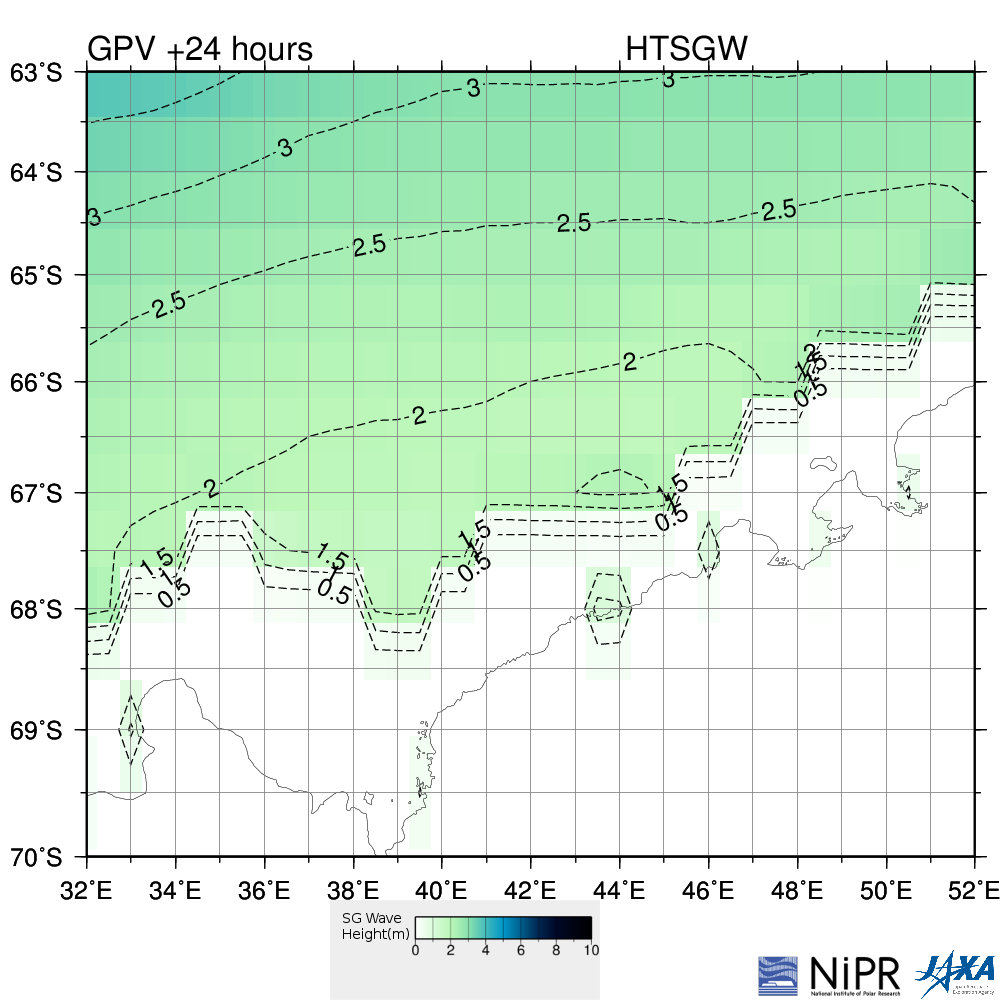 GPV +24 hours HTSGW
63°S
64°S
65°S
66°S
67°S
68°S
69°S
70°S
3
3
3
3
2.5
2.5
2.5
2.5
2
2
2
2
1.5
0.5
1.5
0.5
1.5
1
0.5
1.5
0.5
1.5
1
0.5
32°E 34°E 36°E 38°E 40°E 42°E 44°E 46°E 48°E 50°E 52°E
SG Wave
Height(m)
0 2 4 6 8 10
NiPR
National Institute of Polar Research
JAXA
Japan Aerospace
Exploration Agency